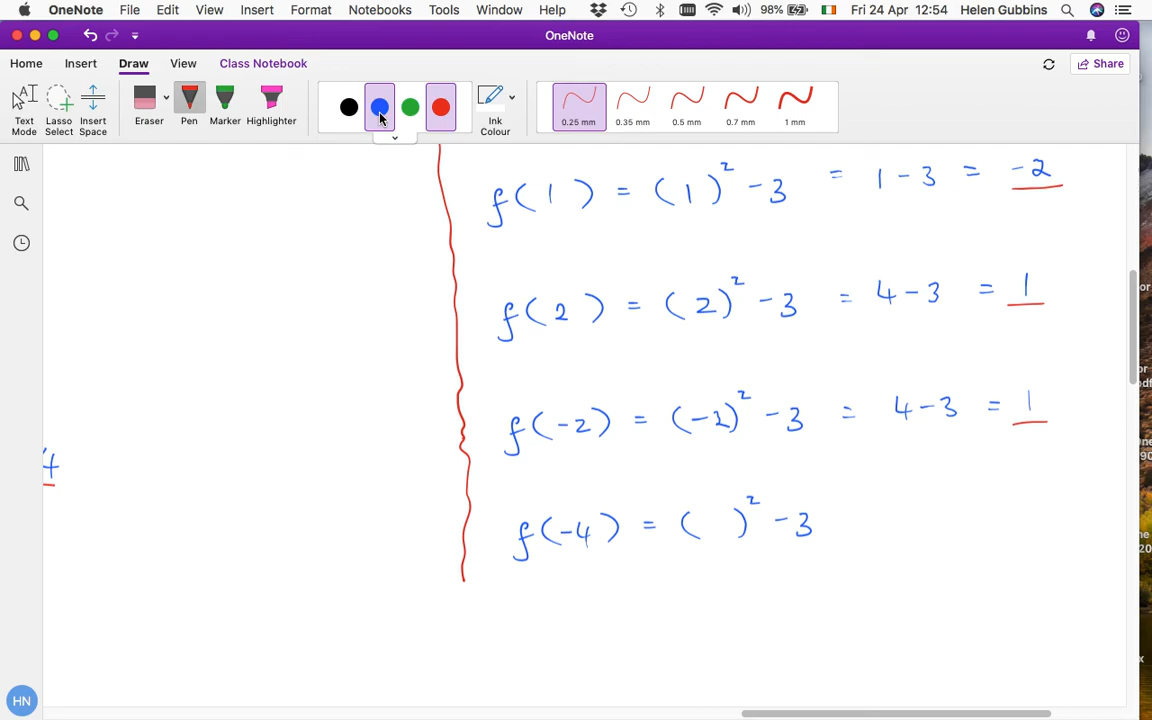 OneNote File Edit View Insert Format Notebooks Tools Window Help 98% Fri 24 Apr 12:54 Helen Gubbins
OneNote
Home Insert Draw View Class Notebook Share
Text Mode Lasso Select Insert Space Eraser Pen Marker Highlighter Ink Colour 0.25 mm 0.35 mm 0.5 mm 0.7 mm 1 mm
f(1) = (1)² -3 = 1-3 = -2
f(2) = (2)² -3 = 4-3 = 1
f(-2) = (-2)² -3 = 4-3 = 1
4
f(-4) = ( )² -3
HN